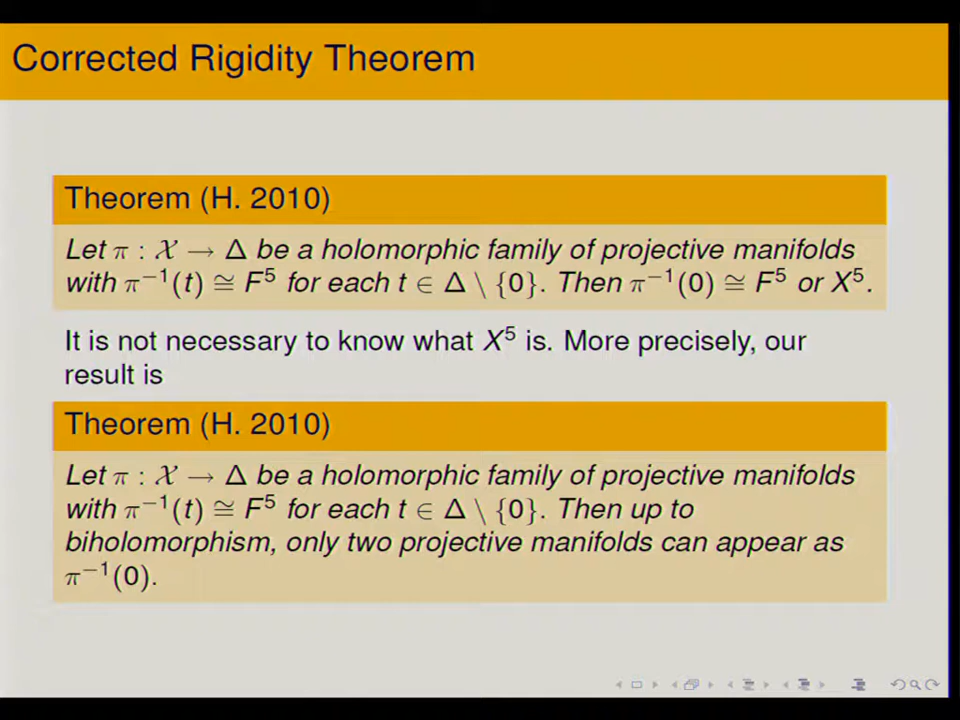 Corrected Rigidity Theorem
Theorem (H. 2010)
Let π : 𝒳 → Δ be a holomorphic family of projective manifolds
with π⁻¹(t) ≅ F⁵ for each t ∈ Δ \ {0}. Then π⁻¹(0) ≅ F⁵ or X⁵.
It is not necessary to know what X⁵ is. More precisely, our
result is
Theorem (H. 2010)
Let π : 𝒳 → Δ be a holomorphic family of projective manifolds
with π⁻¹(t) ≅ F⁵ for each t ∈ Δ \ {0}. Then up to
biholomorphism, only two projective manifolds can appear as
π⁻¹(0).